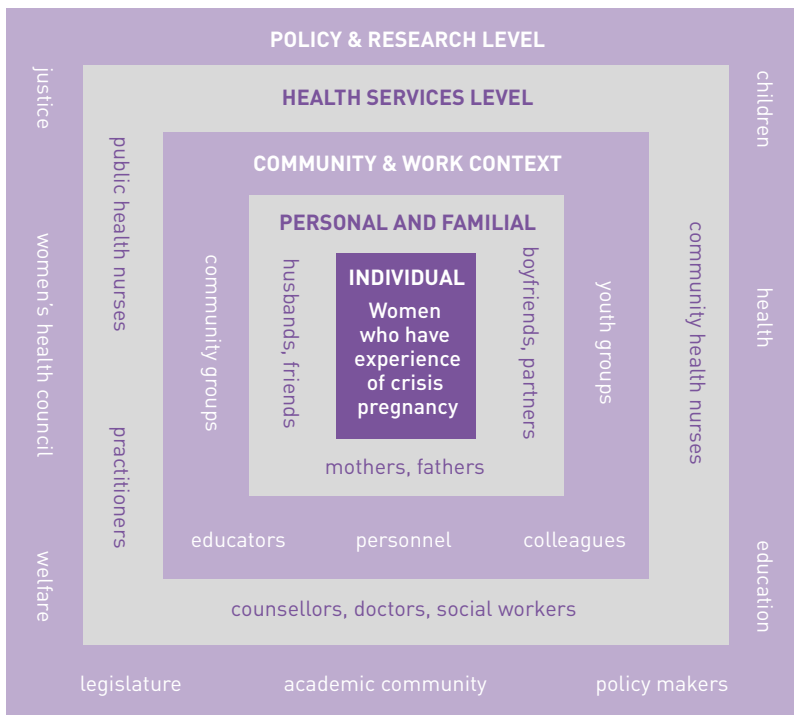 POLICY & RESEARCH LEVEL
justice
women's health council
welfare
children
health
education
legislature
academic community
policy makers
HEALTH SERVICES LEVEL
public health nurses
practitioners
community health nurses
counsellors, doctors, social workers
COMMUNITY & WORK CONTEXT
community groups
youth groups
educators
personnel
colleagues
PERSONAL AND FAMILIAL
husbands, friends
boyfriends, partners
mothers, fathers
INDIVIDUAL
Women
who have
experience
of crisis
pregnancy